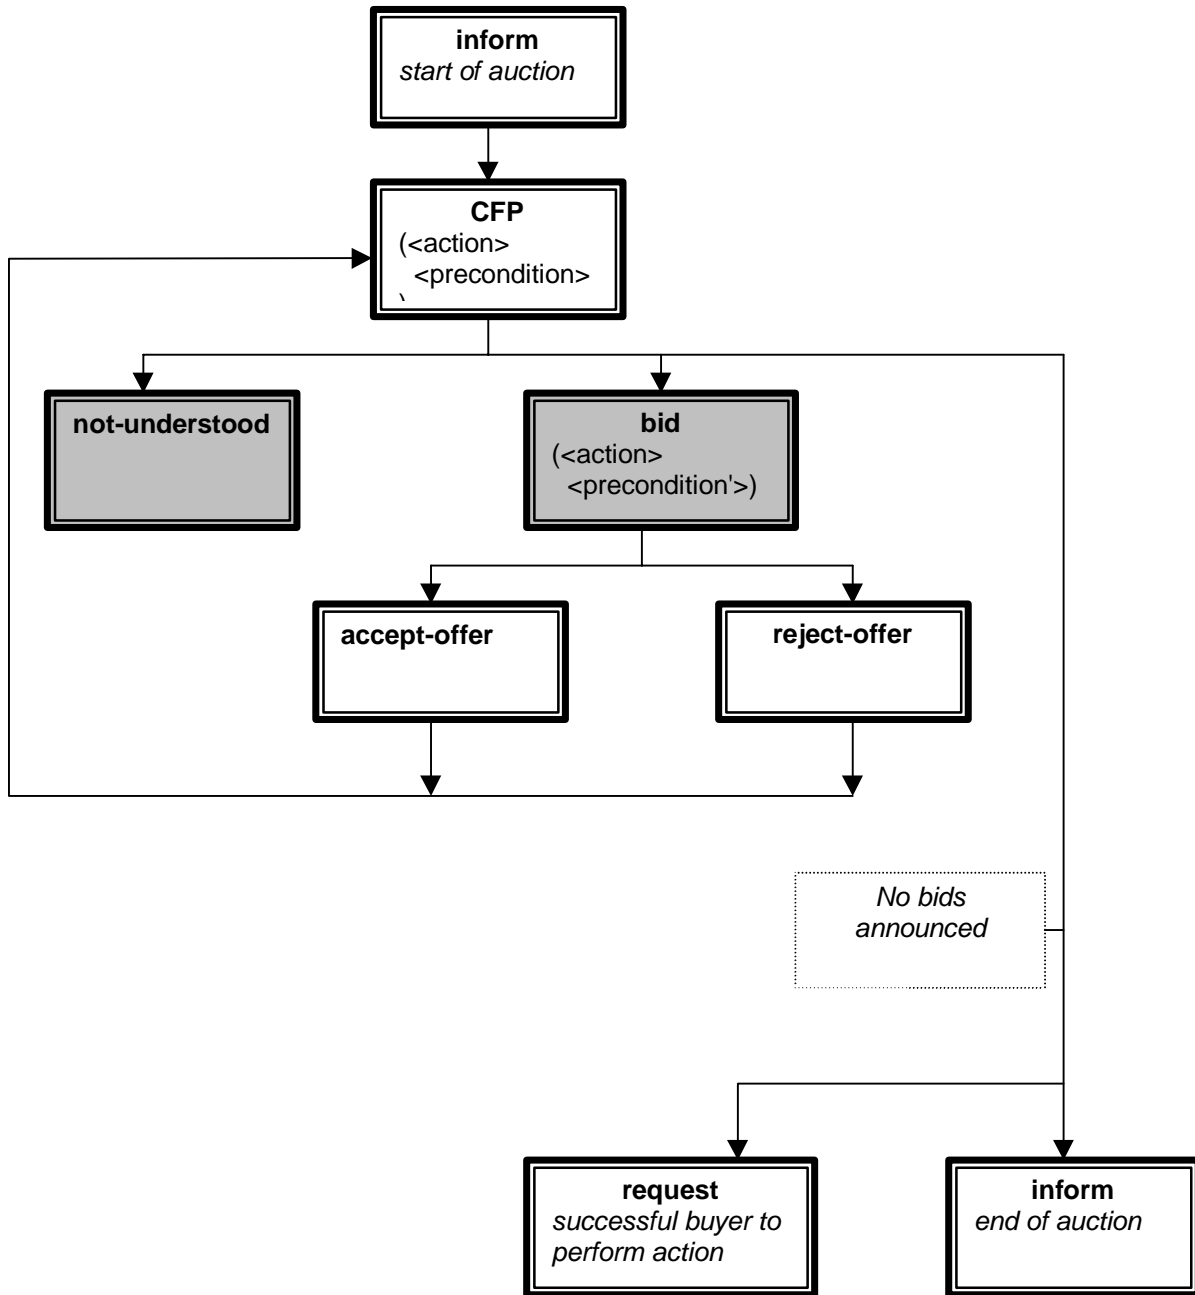 inform
start of auction
CFP
(<action>
<precondition>
)
not-understood
bid
(<action>
<precondition'>)
accept-offer
reject-offer
No bids
announced
request
successful buyer to
perform action
inform
end of auction